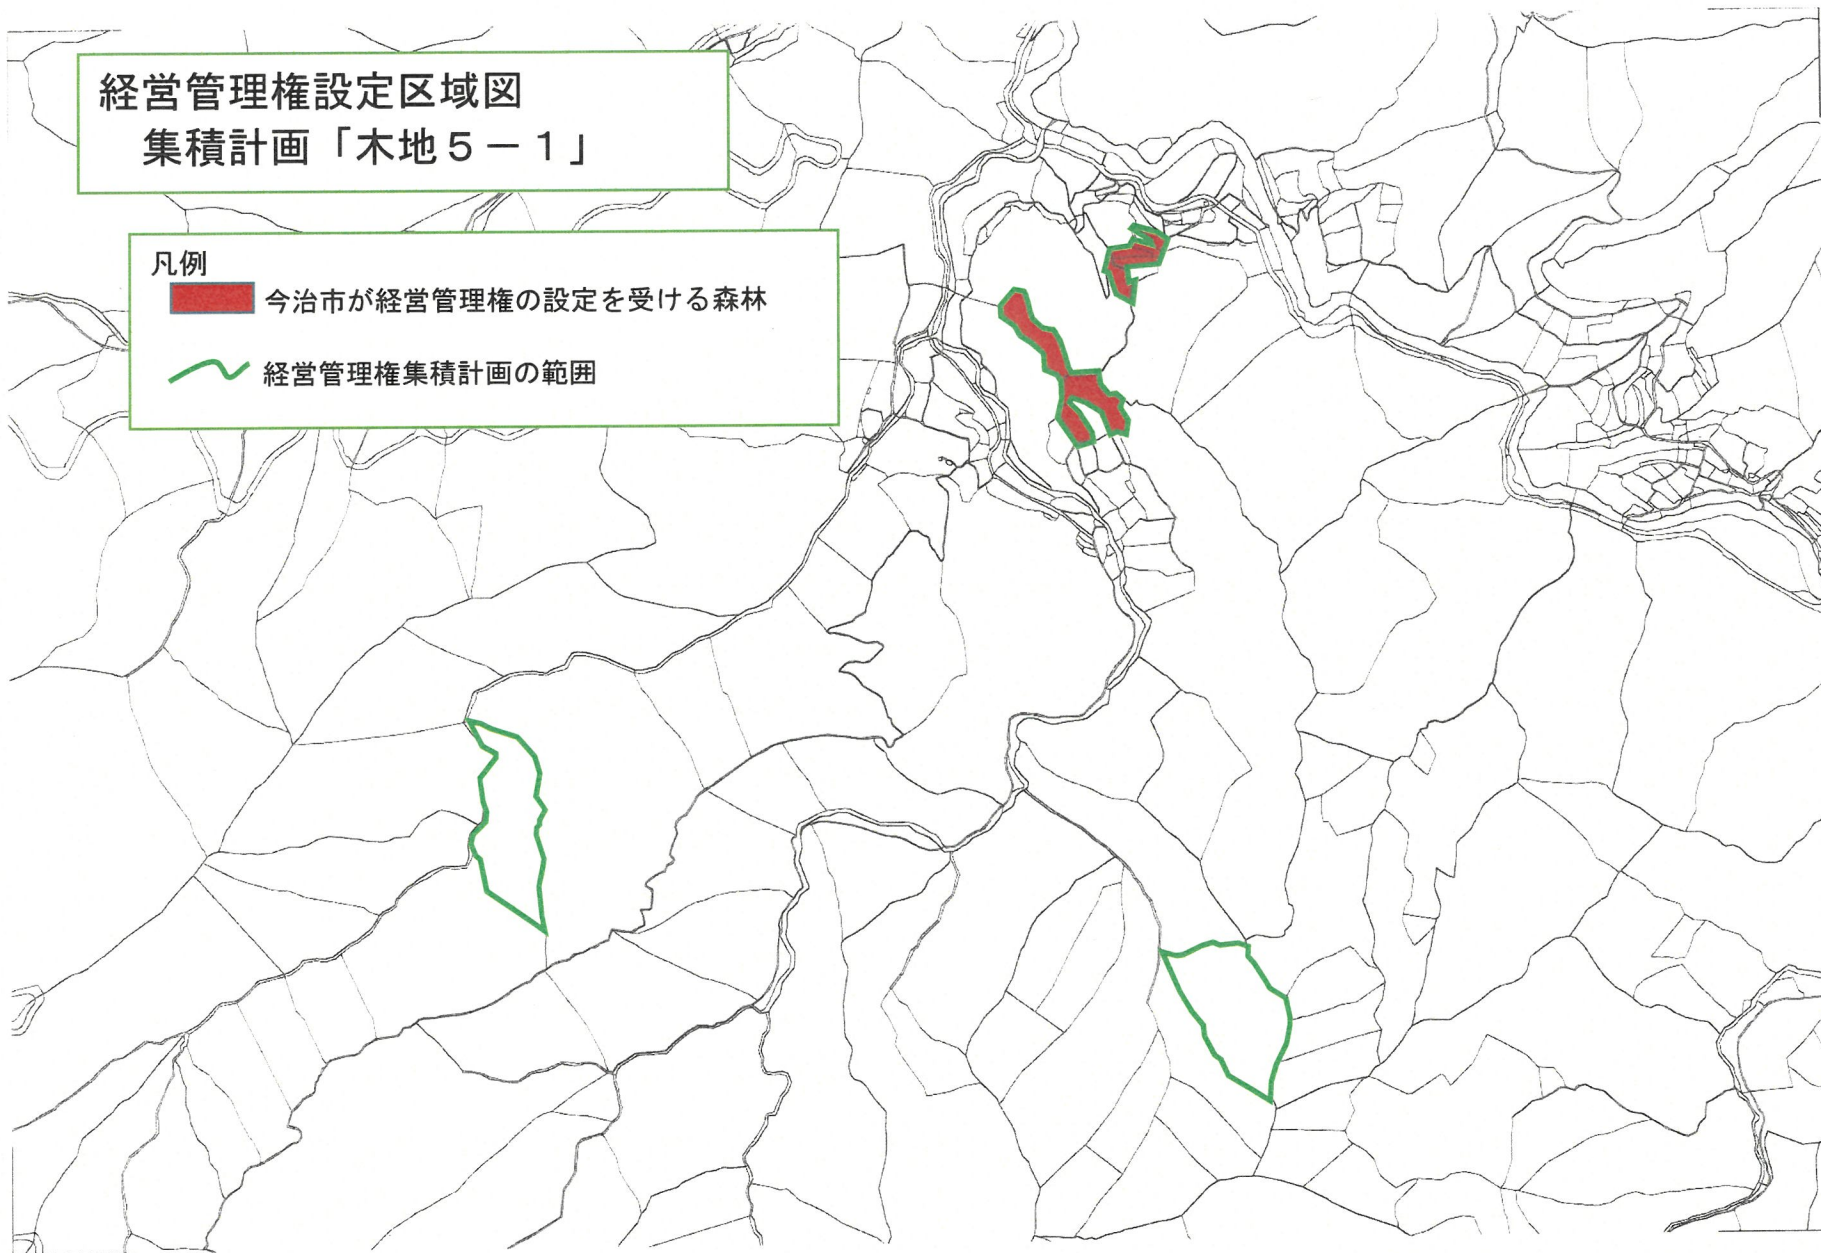 経営管理権設定区域図
集積計画「木地５－１」
凡例
今治市が経営管理権の設定を受ける森林
経営管理権集積計画の範囲